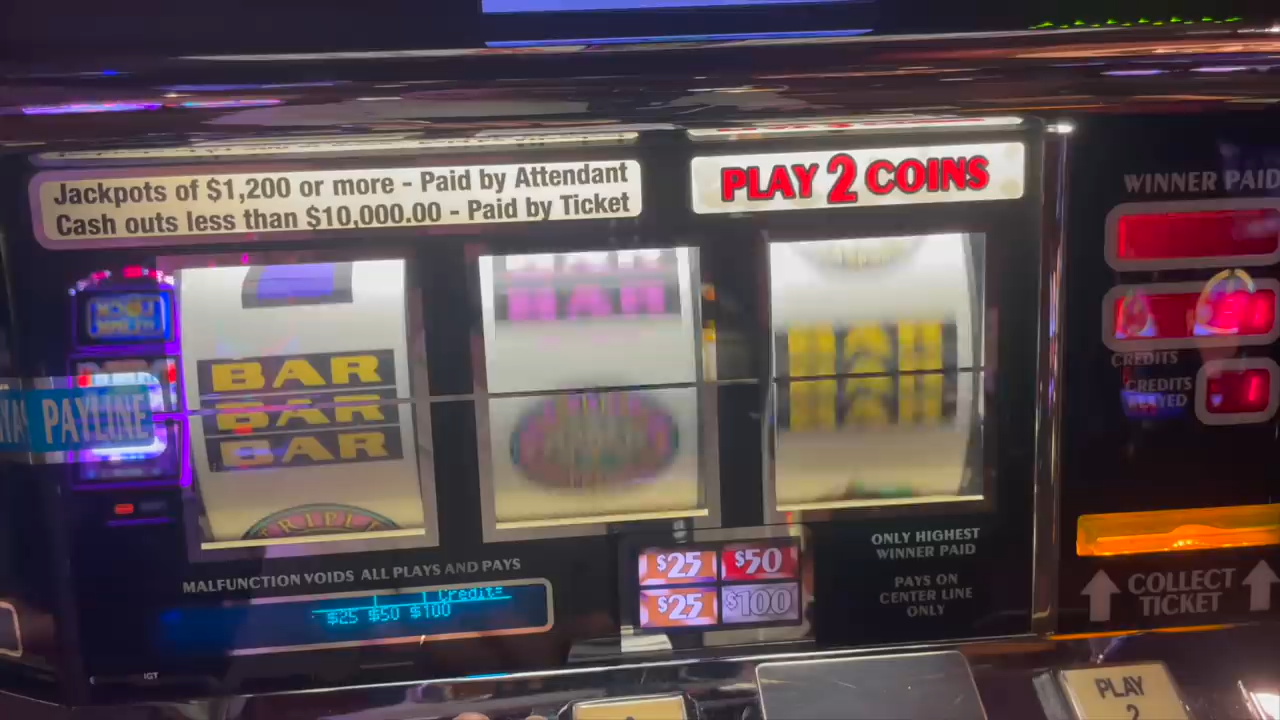 Jackpots of $1,200 or more - Paid by Attendant
Cash outs less than $10,000.00 - Paid by Ticket
PLAY 2 COINS
WINNER PAID
BAR
BAR
BAR
TRIPLE
PAYLINE
CREDITS
CREDITS
PLAYED
MALFUNCTION VOIDS ALL PLAYS AND PAYS
Credit=
$25 $50 $100
$25 $50
$25 $100
ONLY HIGHEST
WINNER PAID
PAYS ON
CENTER LINE
ONLY
COLLECT
TICKET
IGT
PLAY
2